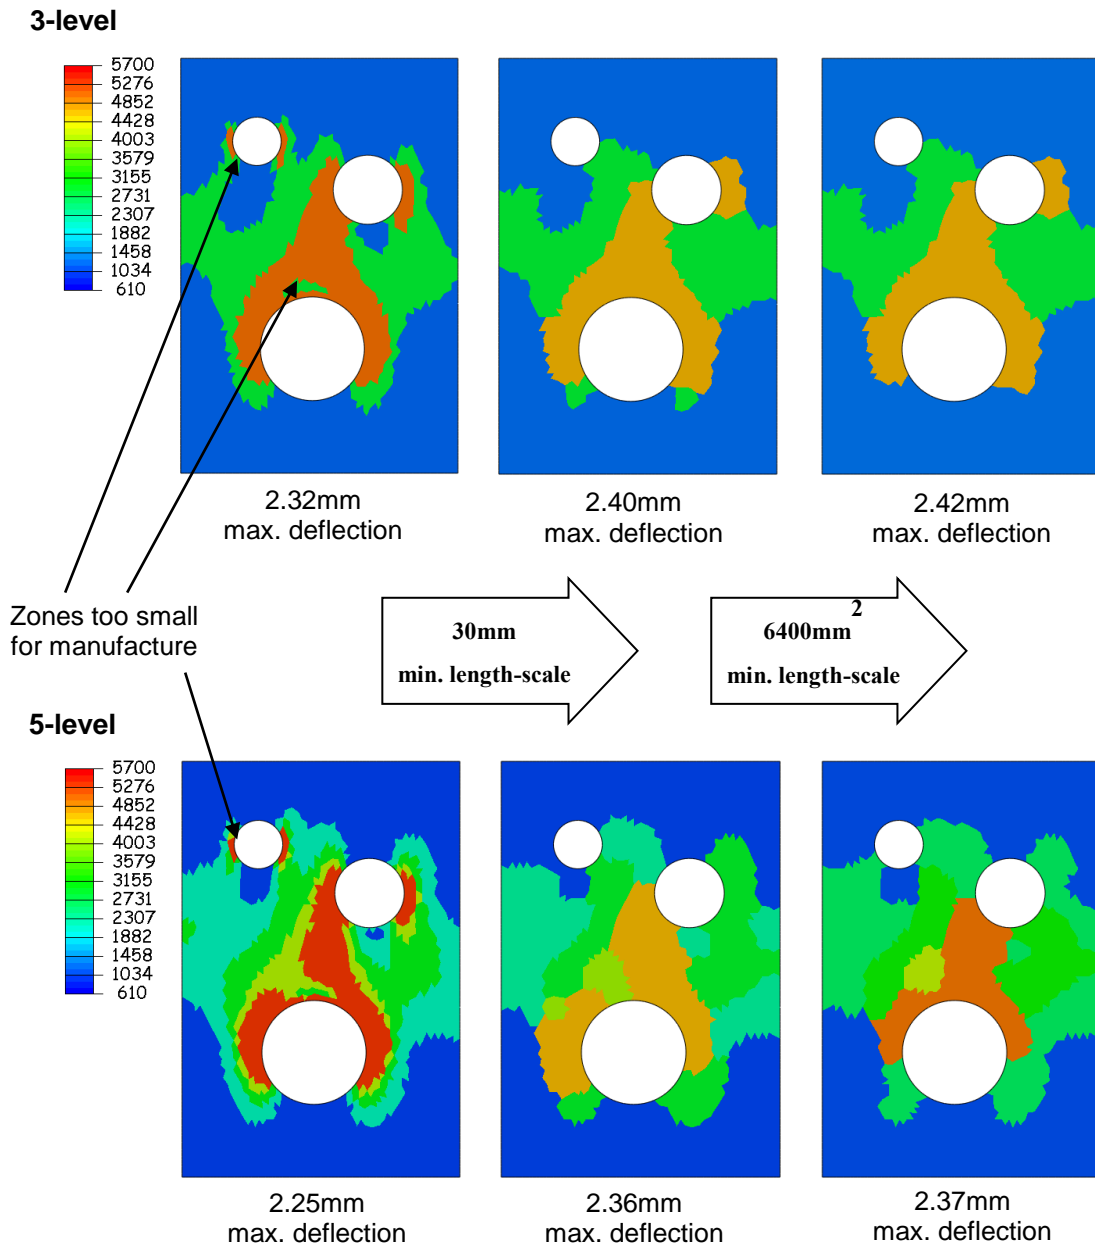 3-level
5700
5276
4852
4428
4003
3579
3155
2731
2307
1882
1458
1034
610
2.32mm
max. deflection
2.40mm
max. deflection
2.42mm
max. deflection
Zones too small
for manufacture
30mm
min. length-scale
6400mm²
min. length-scale
5-level
5700
5276
4852
4428
4003
3579
3155
2731
2307
1882
1458
1034
610
2.25mm
max. deflection
2.36mm
max. deflection
2.37mm
max. deflection